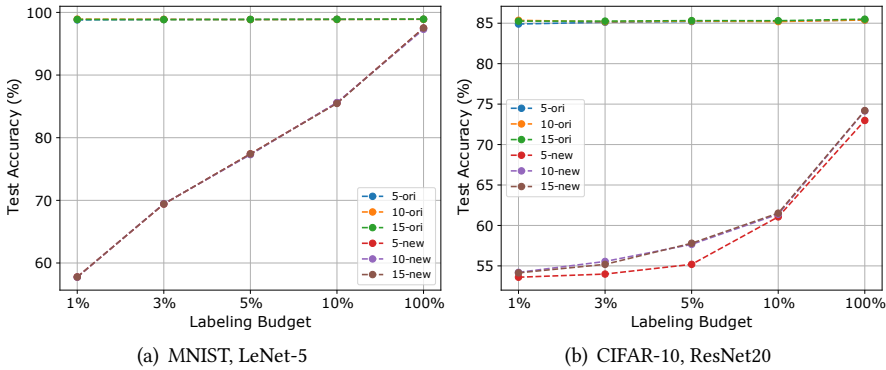 100
90
80
70
60
Test Accuracy (%)
5-ori
10-ori
15-ori
5-new
10-new
15-new
1%
3%
5%
10%
100%
Labeling Budget
(a) MNIST, LeNet-5
85
80
75
70
65
60
55
Test Accuracy (%)
5-ori
10-ori
15-ori
5-new
10-new
15-new
1%
3%
5%
10%
100%
Labeling Budget
(b) CIFAR-10, ResNet20